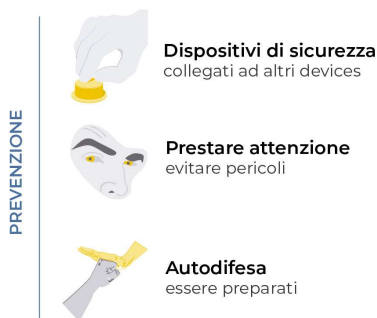 PREVENZIONE
Dispositivi di sicurezza
collegati ad altri devices
Prestare attenzione
evitare pericoli
Autodifesa
essere preparati